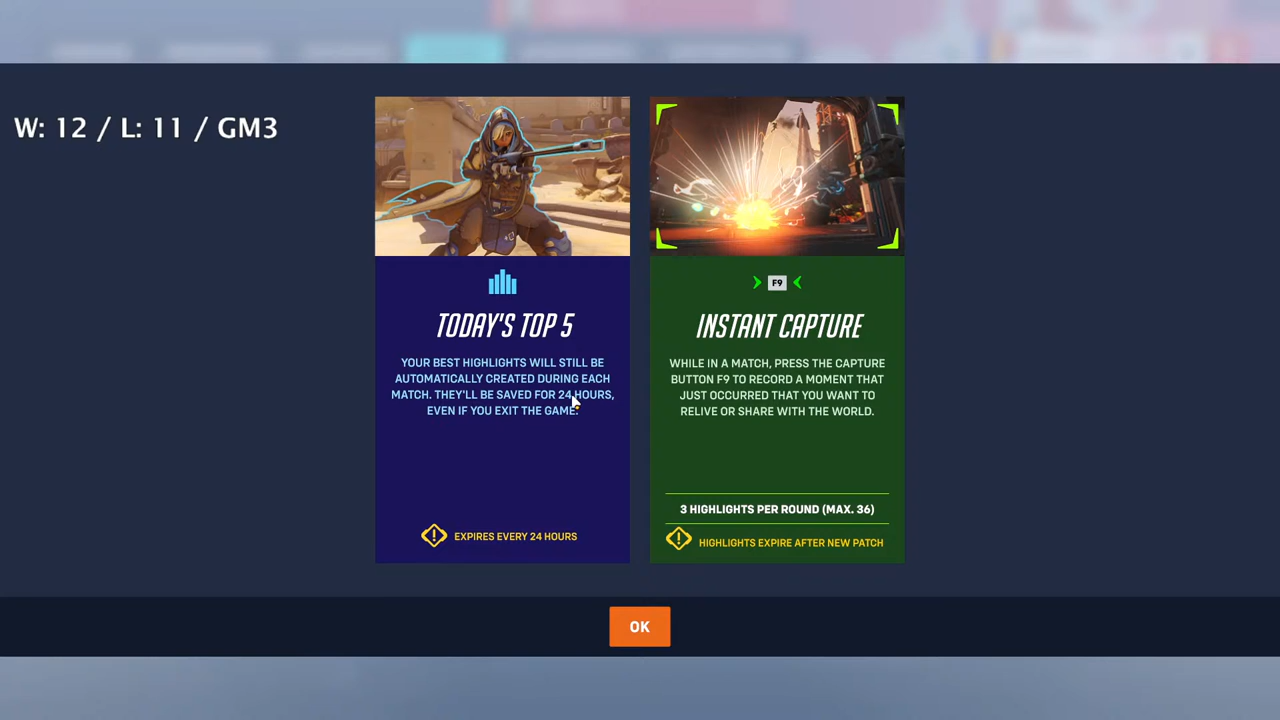 W: 12 / L: 11 / GM3
TODAY'S TOP 5
YOUR BEST HIGHLIGHTS WILL STILL BE
AUTOMATICALLY CREATED DURING EACH
MATCH. THEY'LL BE SAVED FOR 24 HOURS,
EVEN IF YOU EXIT THE GAME.
EXPIRES EVERY 24 HOURS
F9
INSTANT CAPTURE
WHILE IN A MATCH, PRESS THE CAPTURE
BUTTON F9 TO RECORD A MOMENT THAT
JUST OCCURRED THAT YOU WANT TO
RELIVE OR SHARE WITH THE WORLD.
3 HIGHLIGHTS PER ROUND (MAX. 36)
HIGHLIGHTS EXPIRE AFTER NEW PATCH
OK